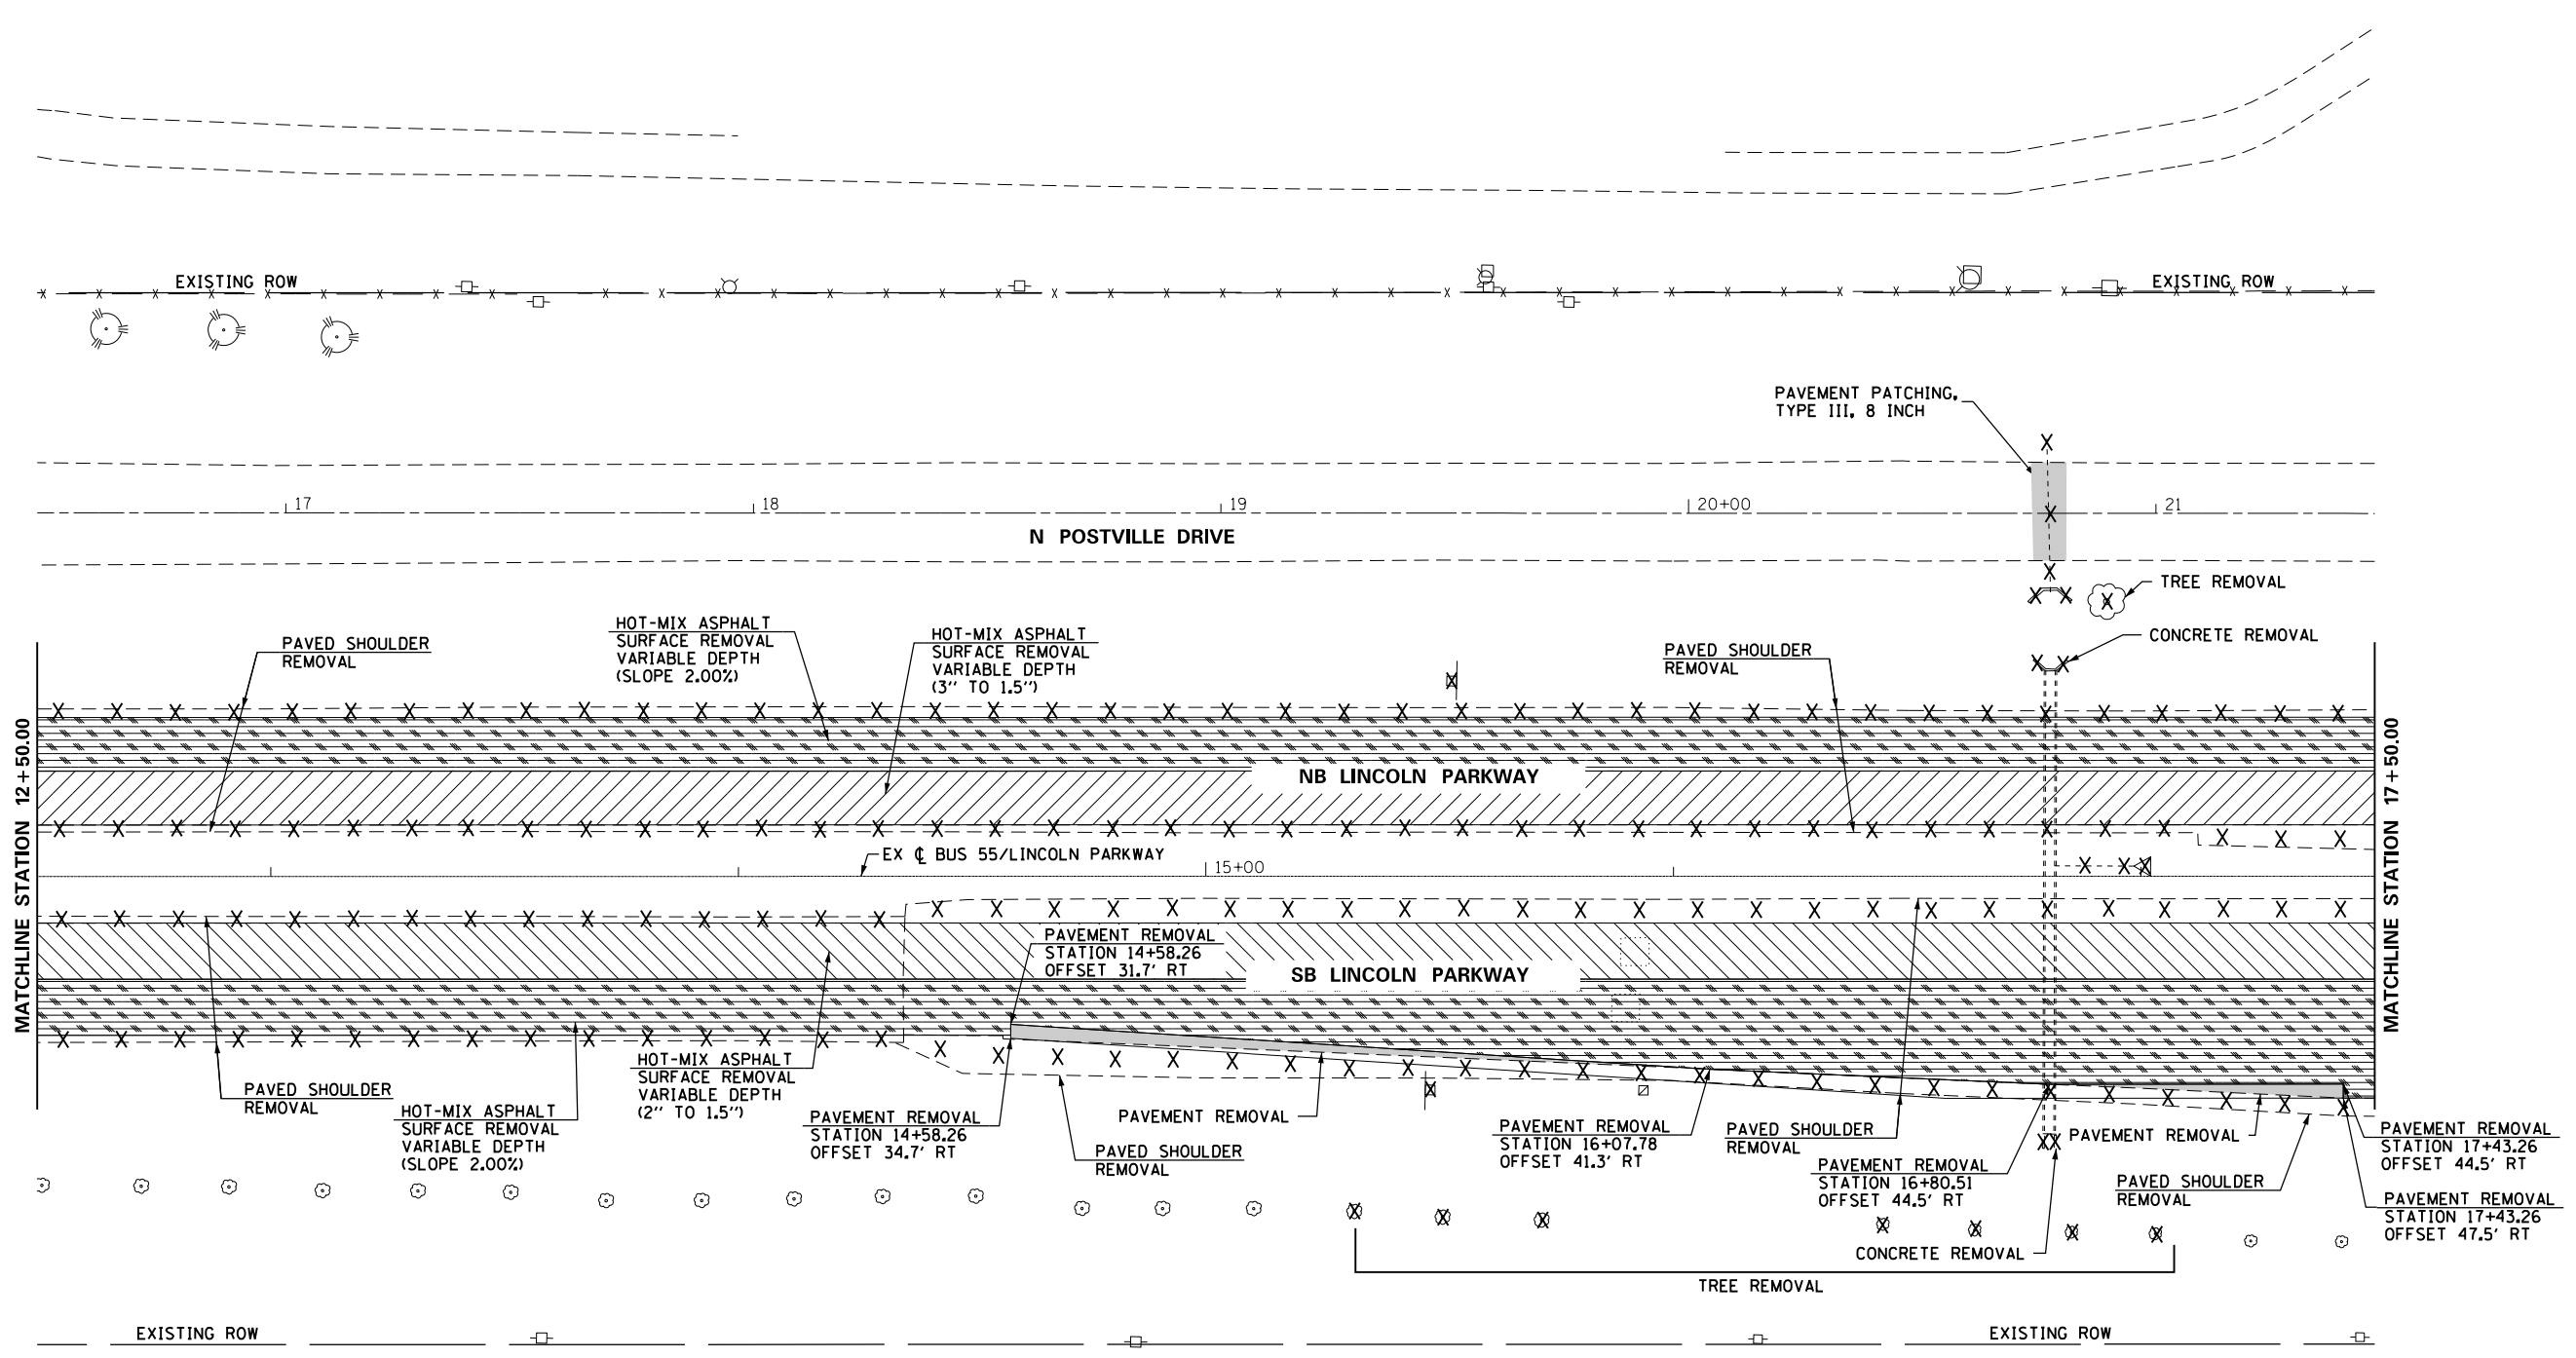 EXISTING ROW
EXISTING ROW
PAVEMENT PATCHING,
TYPE III, 8 INCH
17
18
19
20+00
21
N POSTVILLE DRIVE
TREE REMOVAL
CONCRETE REMOVAL
PAVED SHOULDER
REMOVAL
HOT-MIX ASPHALT
SURFACE REMOVAL
VARIABLE DEPTH
(SLOPE 2.00%)
HOT-MIX ASPHALT
SURFACE REMOVAL
VARIABLE DEPTH
(3'' TO 1.5'')
PAVED SHOULDER
REMOVAL
MATCHLINE STATION 12+50.00
MATCHLINE STATION 17+50.00
NB LINCOLN PARKWAY
EX ℄ BUS 55/LINCOLN PARKWAY
15+00
PAVEMENT REMOVAL
STATION 14+58.26
OFFSET 31.7' RT
SB LINCOLN PARKWAY
PAVED SHOULDER
REMOVAL
HOT-MIX ASPHALT
SURFACE REMOVAL
VARIABLE DEPTH
(SLOPE 2.00%)
HOT-MIX ASPHALT
SURFACE REMOVAL
VARIABLE DEPTH
(2'' TO 1.5'')
PAVEMENT REMOVAL
STATION 14+58.26
OFFSET 34.7' RT
PAVEMENT REMOVAL
PAVED SHOULDER
REMOVAL
PAVEMENT REMOVAL
STATION 16+07.78
OFFSET 41.3' RT
PAVED SHOULDER
REMOVAL
PAVEMENT REMOVAL
STATION 16+80.51
OFFSET 44.5' RT
PAVEMENT REMOVAL
PAVED SHOULDER
REMOVAL
PAVEMENT REMOVAL
STATION 17+43.26
OFFSET 44.5' RT
PAVEMENT REMOVAL
STATION 17+43.26
OFFSET 47.5' RT
CONCRETE REMOVAL
TREE REMOVAL
EXISTING ROW
EXISTING ROW